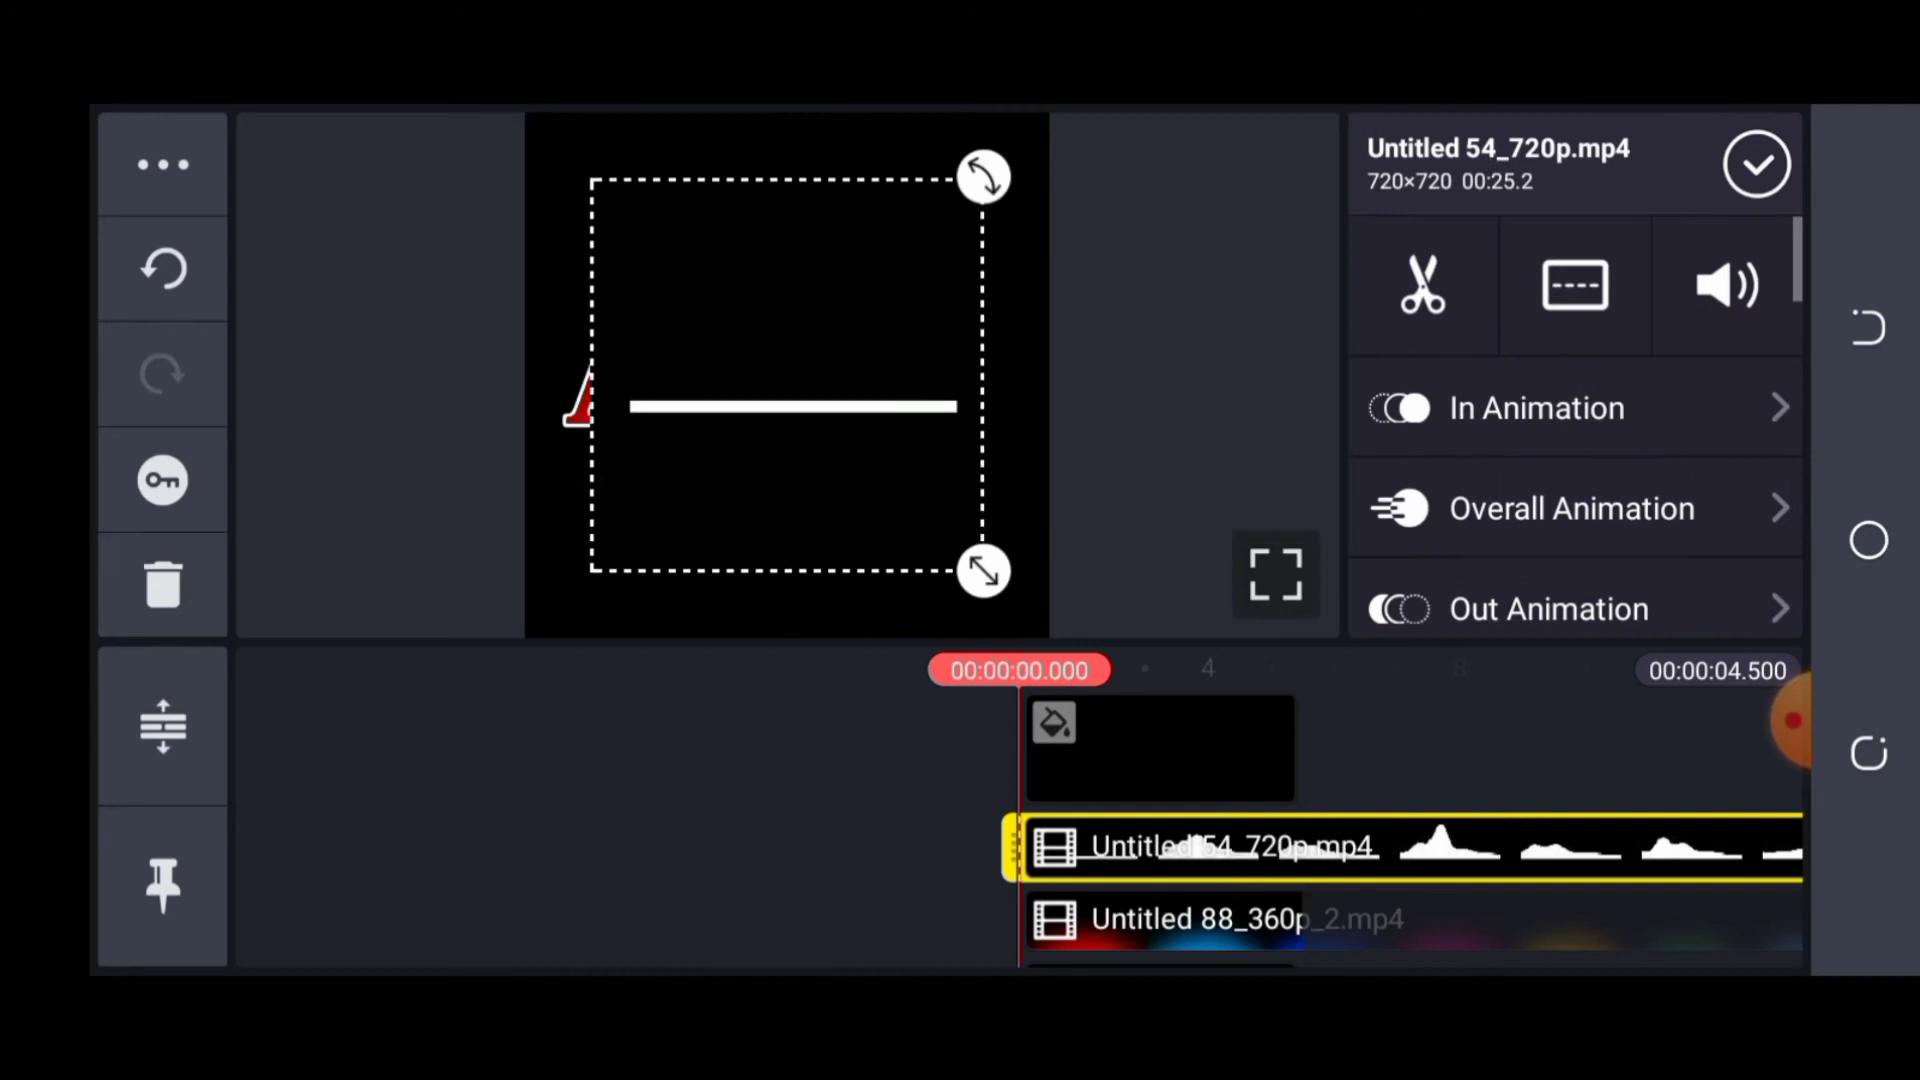 Untitled 54_720p.mp4
720×720 00:25.2
In Animation
Overall Animation
Out Animation
00:00:00.000
4
8
00:00:04.500
Untitled 54_720p.mp4
Untitled 88_360p_2.mp4